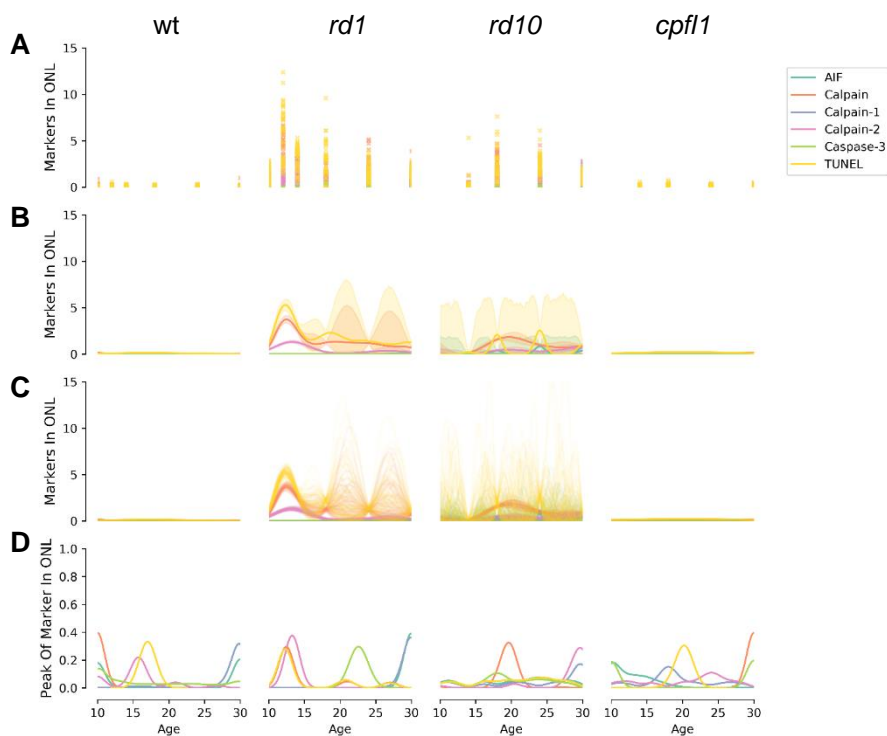 wt rd1 rd10 cpfl1
A
Markers In ONL
15
10
5
0
AIF
Calpain
Calpain-1
Calpain-2
Caspase-3
TUNEL
B
Markers In ONL
15
10
5
0
C
Markers In ONL
15
10
5
0
D
Peak Of Marker In ONL
1.0
0.8
0.6
0.4
0.2
0.0
10 15 20 25 30 10 15 20 25 30 10 15 20 25 30 10 15 20 25 30
Age Age Age Age